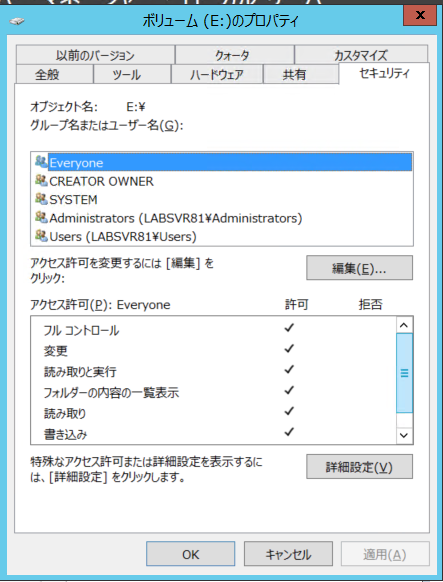 ボリューム (E:)のプロパティ
x
以前のバージョン クォータ カスタマイズ
全般 ツール ハードウェア 共有 セキュリティ
オブジェクト名: E:¥
グループ名またはユーザー名(G):
Everyone
CREATOR OWNER
SYSTEM
Administrators (LABSVR81¥Administrators)
Users (LABSVR81¥Users)
アクセス許可を変更するには [編集] を
クリック:
編集(E)...
アクセス許可(P): Everyone 許可 拒否
フル コントロール
変更
読み取りと実行
フォルダーの内容の一覧表示
読み取り
書き込み
特殊なアクセス許可または詳細設定を表示するに
は、[詳細設定] をクリックします。
詳細設定(V)
OK キャンセル 適用(A)